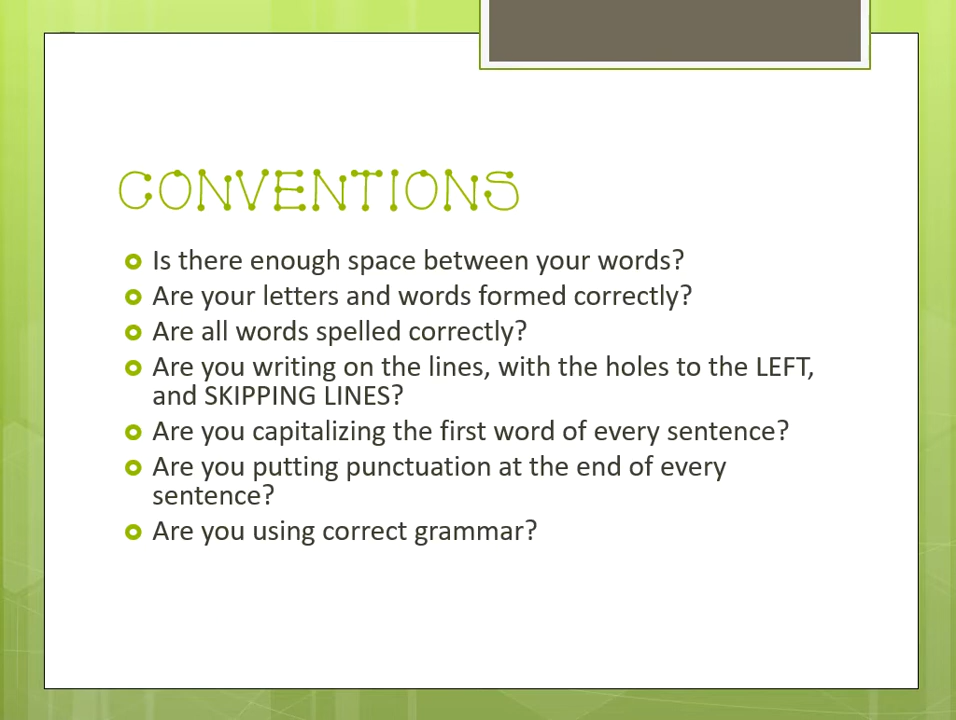 CONVENTIONS
Is there enough space between your words?
Are your letters and words formed correctly?
Are all words spelled correctly?
Are you writing on the lines, with the holes to the LEFT,
and SKIPPING LINES?
Are you capitalizing the first word of every sentence?
Are you putting punctuation at the end of every
sentence?
Are you using correct grammar?